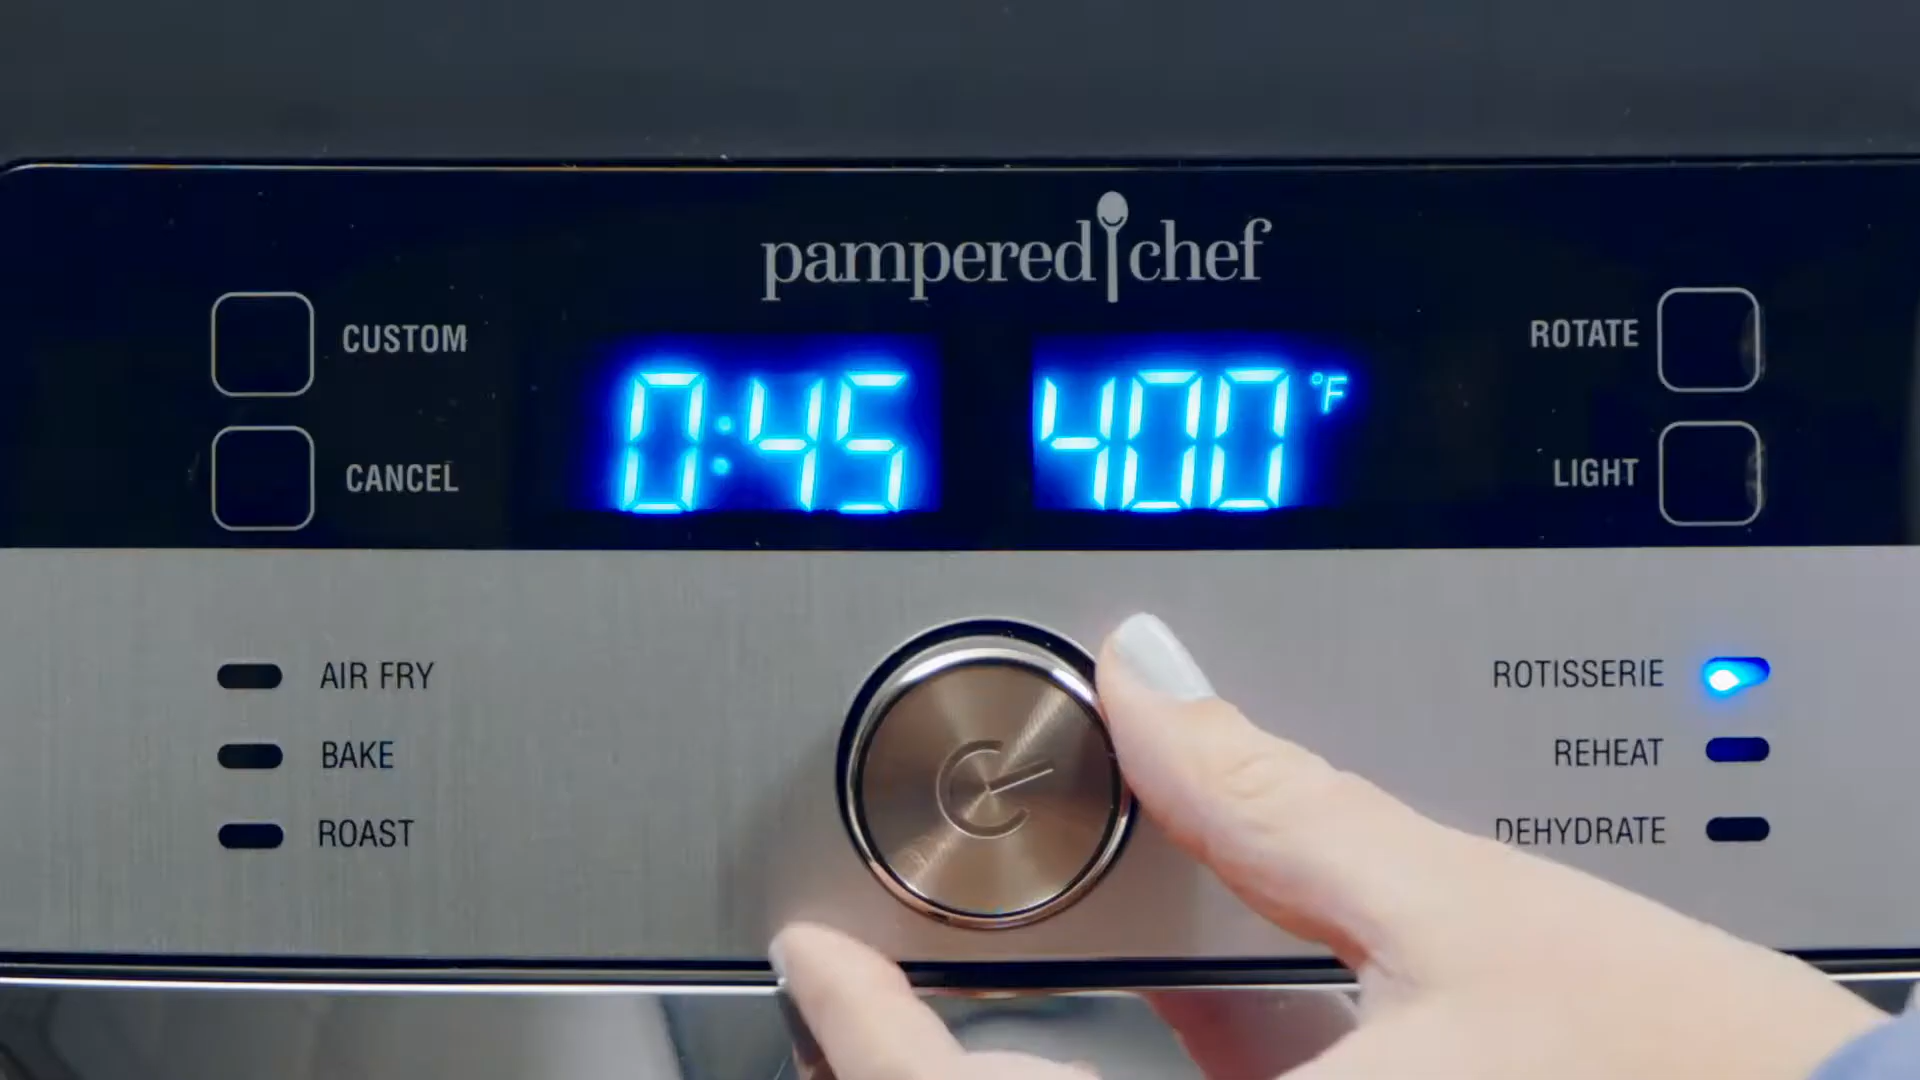 pampered chef
CUSTOM
0:45
400°F
ROTATE
CANCEL
LIGHT
AIR FRY
ROTISSERIE
BAKE
REHEAT
ROAST
DEHYDRATE